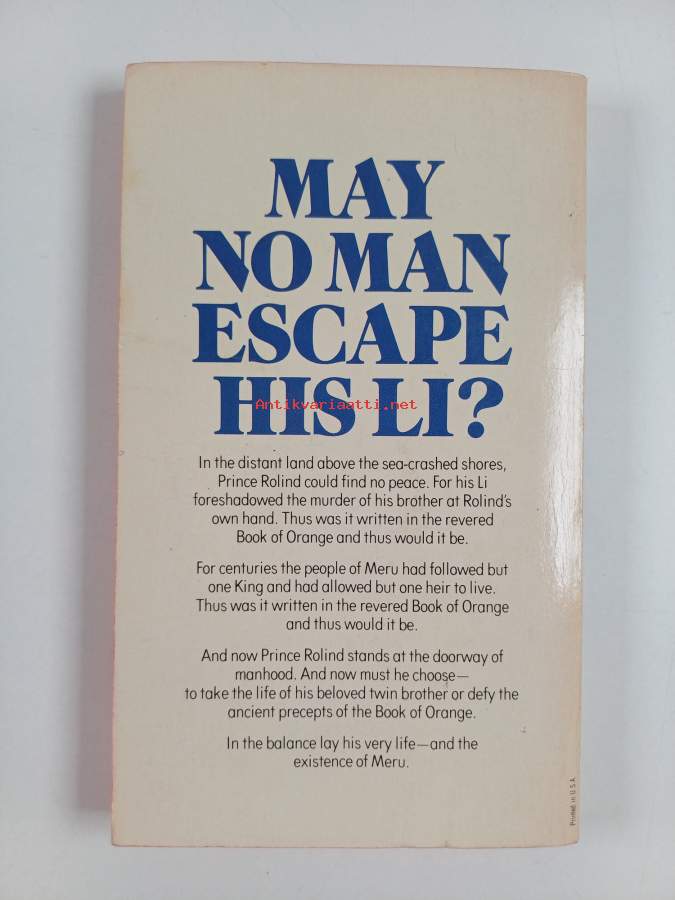 MAY
NO MAN
ESCAPE
HIS LI?
Antikvariaatti.net
In the distant land above the sea-crashed shores,
Prince Rolind could find no peace. For his Li
foreshadowed the murder of his brother at Rolind's
own hand. Thus was it written in the revered
Book of Orange and thus would it be.
For centuries the people of Meru had followed but
one King and had allowed but one heir to live.
Thus was it written in the revered Book of Orange
and thus would it be.
And now Prince Rolind stands at the doorway of
manhood. And now must he choose—
to take the life of his beloved twin brother or defy the
ancient precepts of the Book of Orange.
In the balance lay his very life—and the
existence of Meru.
Printed in U.S.A.